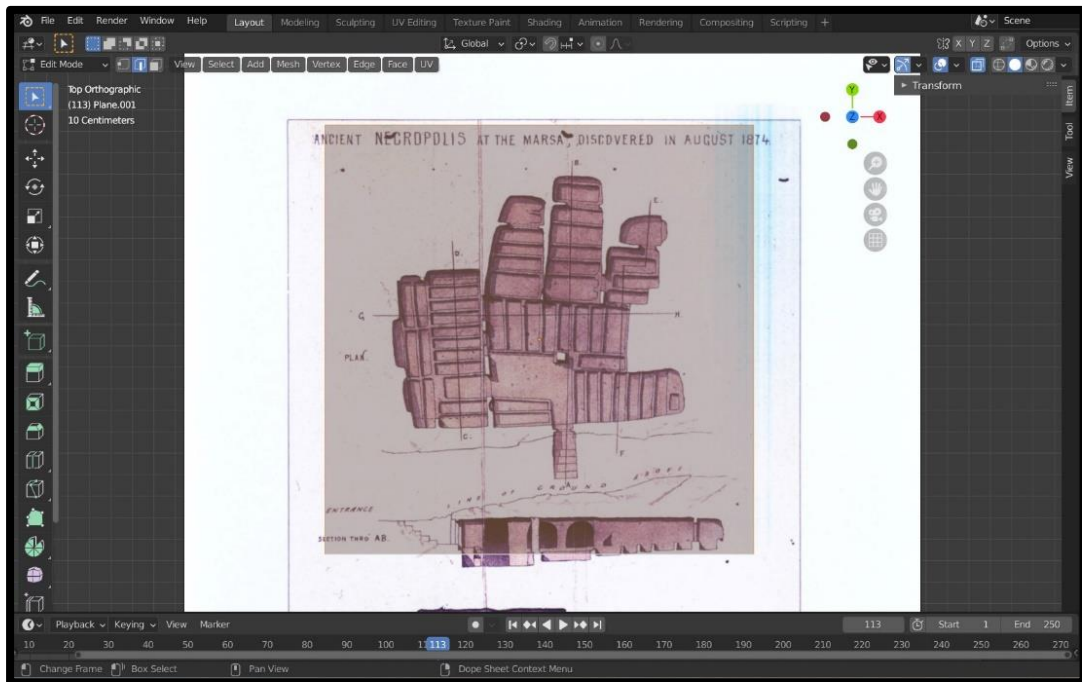 File Edit Render Window Help Layout Modeling Sculpting UV Editing Texture Paint Shading Animation Rendering Compositing Scripting + Scene
Global X Y Z Options
Edit Mode View Select Add Mesh Vertex Edge Face UV
Top Orthographic
(113) Plane.001
10 Centimeters
Transform
Item
Tool
View
Y
Z X
ANCIENT NECROPOLIS AT THE MARSA, DISCOVERED IN AUGUST 1874.
B.
E.
D.
G. H.
PLAN.
C.
F.
A.
LINE OF GROUND ABOVE
ENTRANCE
SECTION THRO' AB.
Playback Keying View Marker 113 Start 1 End 250
10 20 30 40 50 60 70 80 90 100 113 120 130 140 150 160 170 180 190 200 210 220 230 240 250 260 270
Change Frame Box Select Pan View Dope Sheet Context Menu